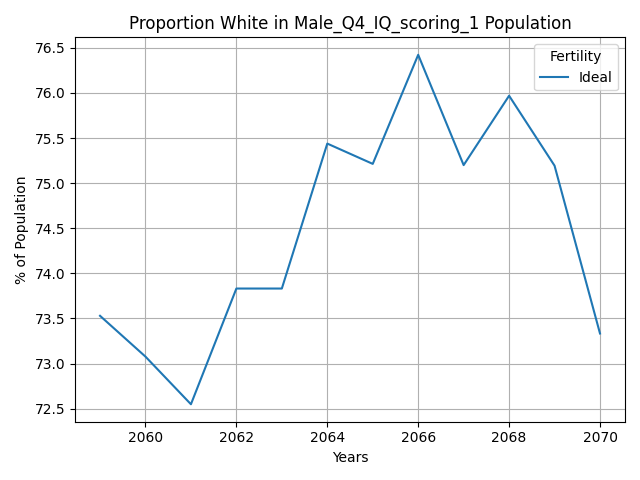 Proportion White in Male_Q4_IQ_scoring_1 Population
Fertility
Ideal
76.5
76.0
75.5
75.0
74.5
74.0
73.5
73.0
72.5
% of Population
2060 2062 2064 2066 2068 2070
Years